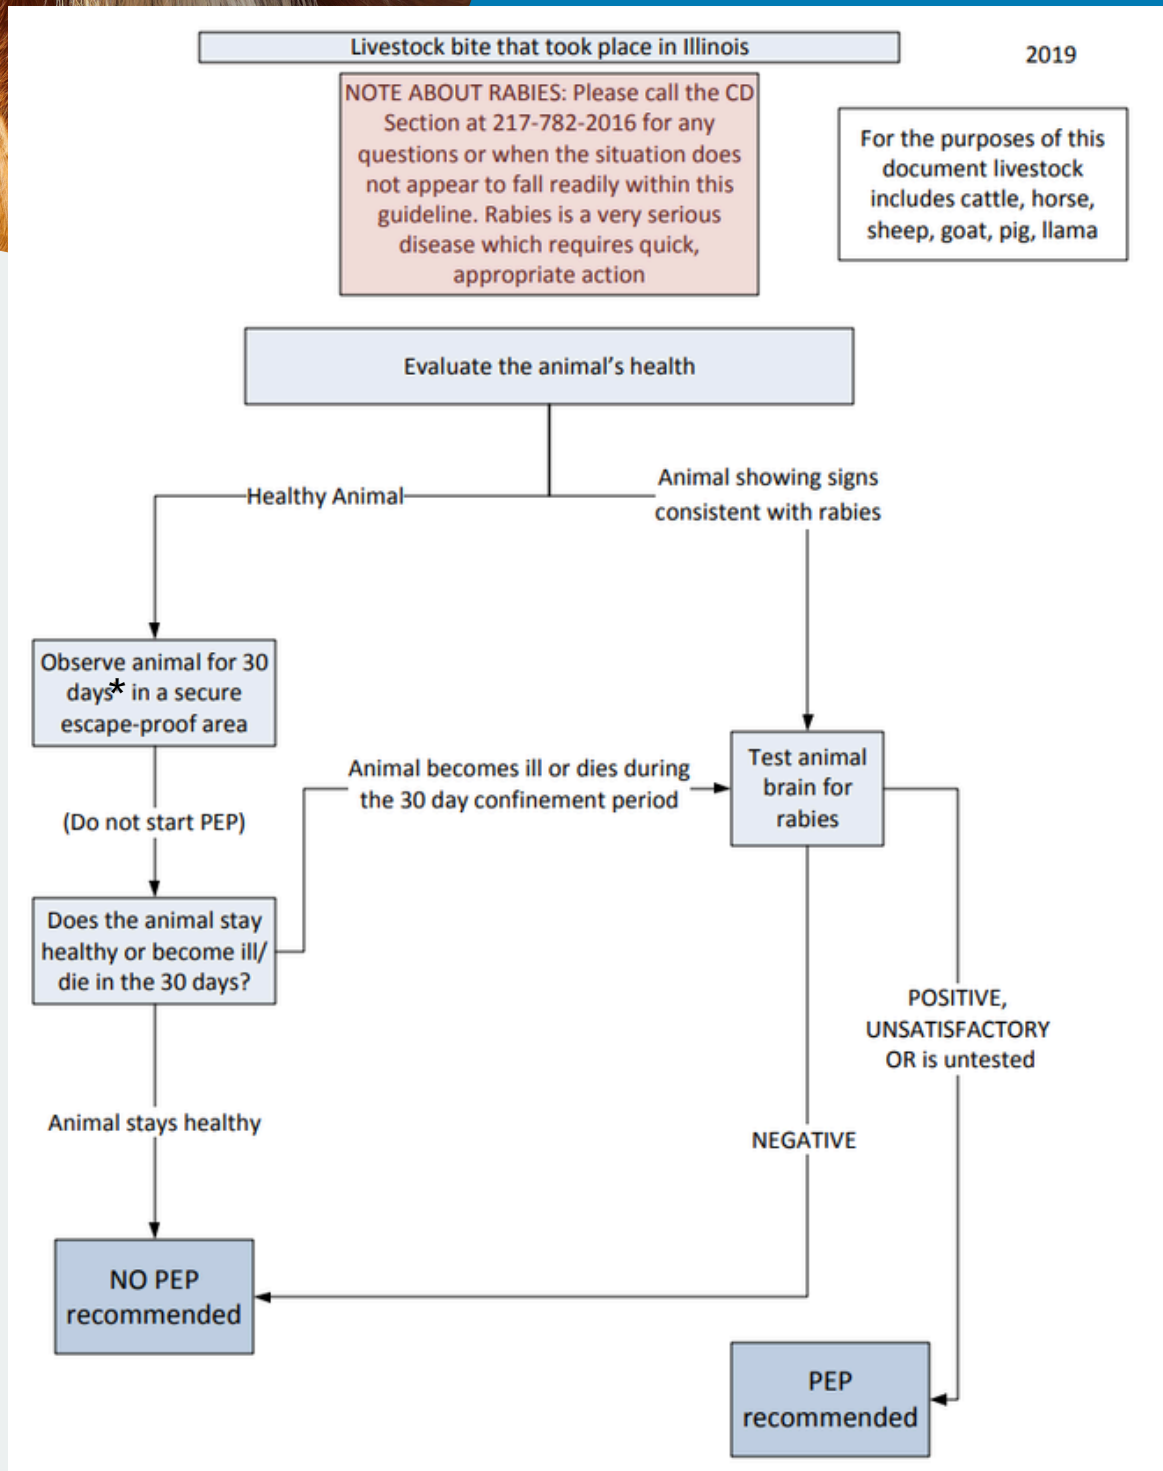 Livestock bite that took place in Illinois
2019
NOTE ABOUT RABIES: Please call the CD
Section at 217-782-2016 for any
questions or when the situation does
not appear to fall readily within this
guideline. Rabies is a very serious
disease which requires quick,
appropriate action
For the purposes of this
document livestock
includes cattle, horse,
sheep, goat, pig, llama
Evaluate the animal's health
Healthy Animal
Animal showing signs
consistent with rabies
Observe animal for 30
days* in a secure
escape-proof area
(Do not start PEP)
Animal becomes ill or dies during
the 30 day confinement period
Test animal
brain for
rabies
Does the animal stay
healthy or become ill/
die in the 30 days?
POSITIVE,
UNSATISFACTORY
OR is untested
Animal stays healthy
NEGATIVE
NO PEP
recommended
PEP
recommended